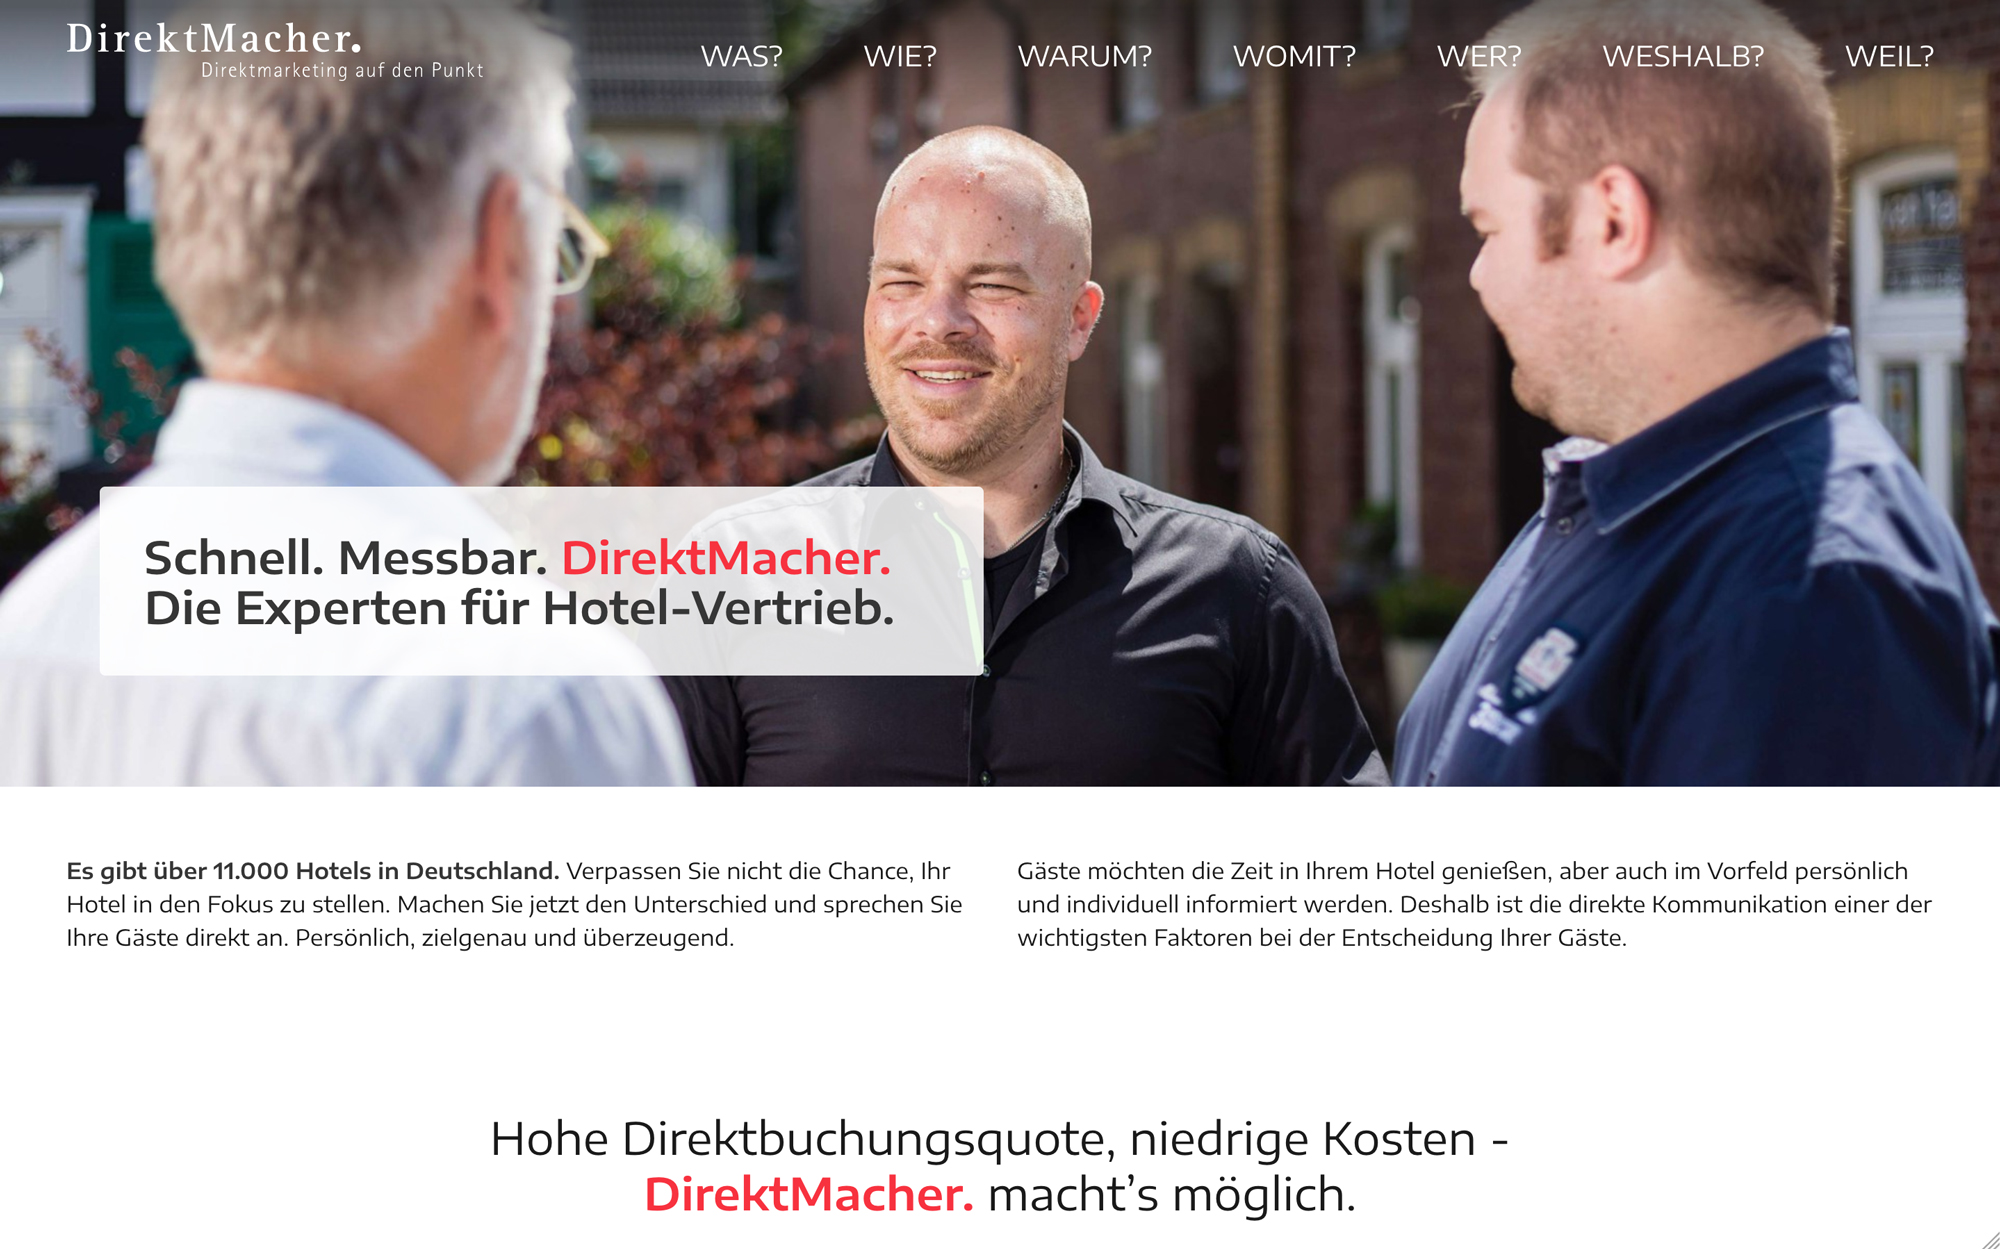 DirektMacher.
Direktmarketing auf den Punkt
WAS? WIE? WARUM? WOMIT? WER? WESHALB? WEIL?
Schnell. Messbar. DirektMacher.
Die Experten für Hotel-Vertrieb.
Es gibt über 11.000 Hotels in Deutschland. Verpassen Sie nicht die Chance, Ihr
Hotel in den Fokus zu stellen. Machen Sie jetzt den Unterschied und sprechen Sie
Ihre Gäste direkt an. Persönlich, zielgenau und überzeugend.
Gäste möchten die Zeit in Ihrem Hotel genießen, aber auch im Vorfeld persönlich
und individuell informiert werden. Deshalb ist die direkte Kommunikation einer der
wichtigsten Faktoren bei der Entscheidung Ihrer Gäste.
Hohe Direktbuchungsquote, niedrige Kosten -
DirektMacher. macht’s möglich.